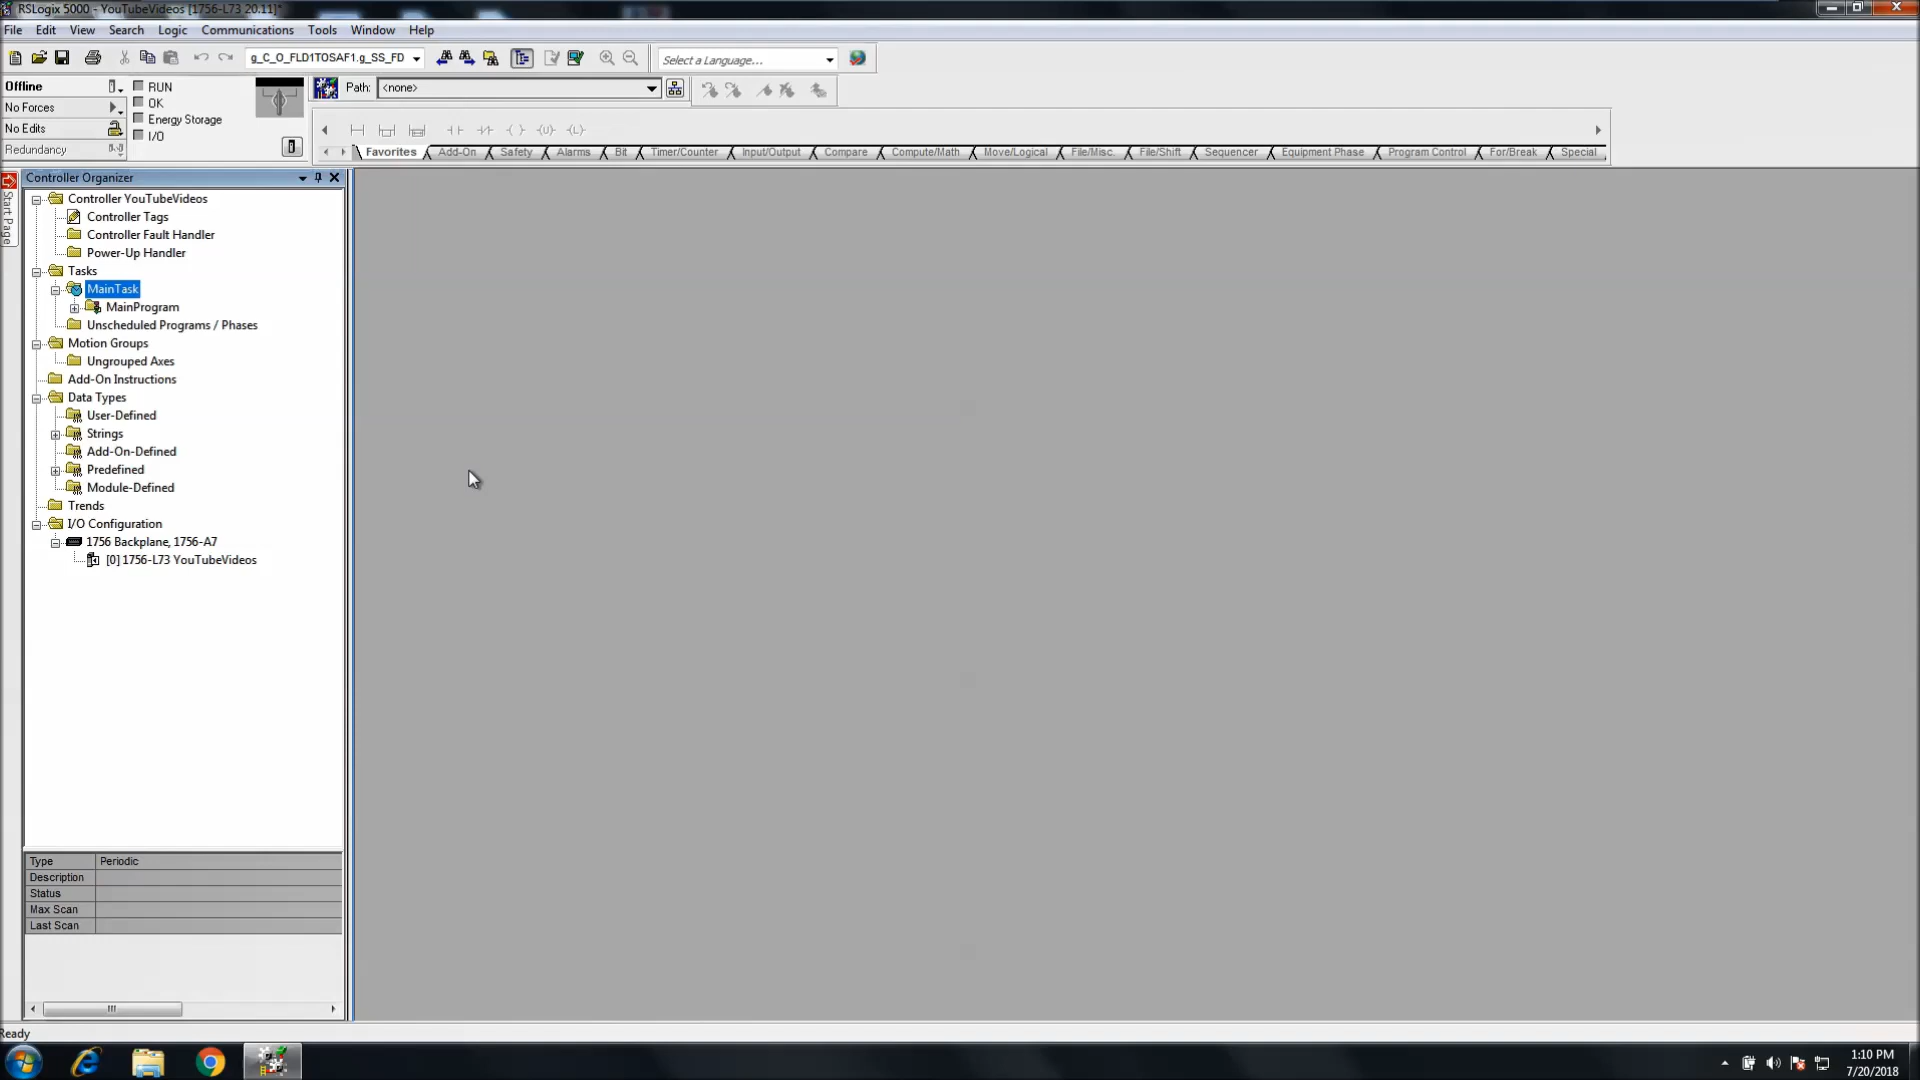 RSLogix 5000 - YouTubeVideos [1756-L73 20.11]*
File Edit View Search Logic Communications Tools Window Help
g_C_O_FLD1TOSAF1.g_SS_FD Select a Language...
Offline RUN Path: <none>
No Forces OK
No Edits Energy Storage
Redundancy I/O
Favorites Add-On Safety Alarms Bit Timer/Counter Input/Output Compare Compute/Math Move/Logical File/Misc. File/Shift Sequencer Equipment Phase Program Control For/Break Special
Start Page
Controller Organizer
Controller YouTubeVideos
Controller Tags
Controller Fault Handler
Power-Up Handler
Tasks
MainTask
MainProgram
Unscheduled Programs / Phases
Motion Groups
Ungrouped Axes
Add-On Instructions
Data Types
User-Defined
Strings
Add-On-Defined
Predefined
Module-Defined
Trends
I/O Configuration
1756 Backplane, 1756-A7
[0] 1756-L73 YouTubeVideos
Type Periodic
Description
Status
Max Scan
Last Scan
Ready
1:10 PM
7/20/2018